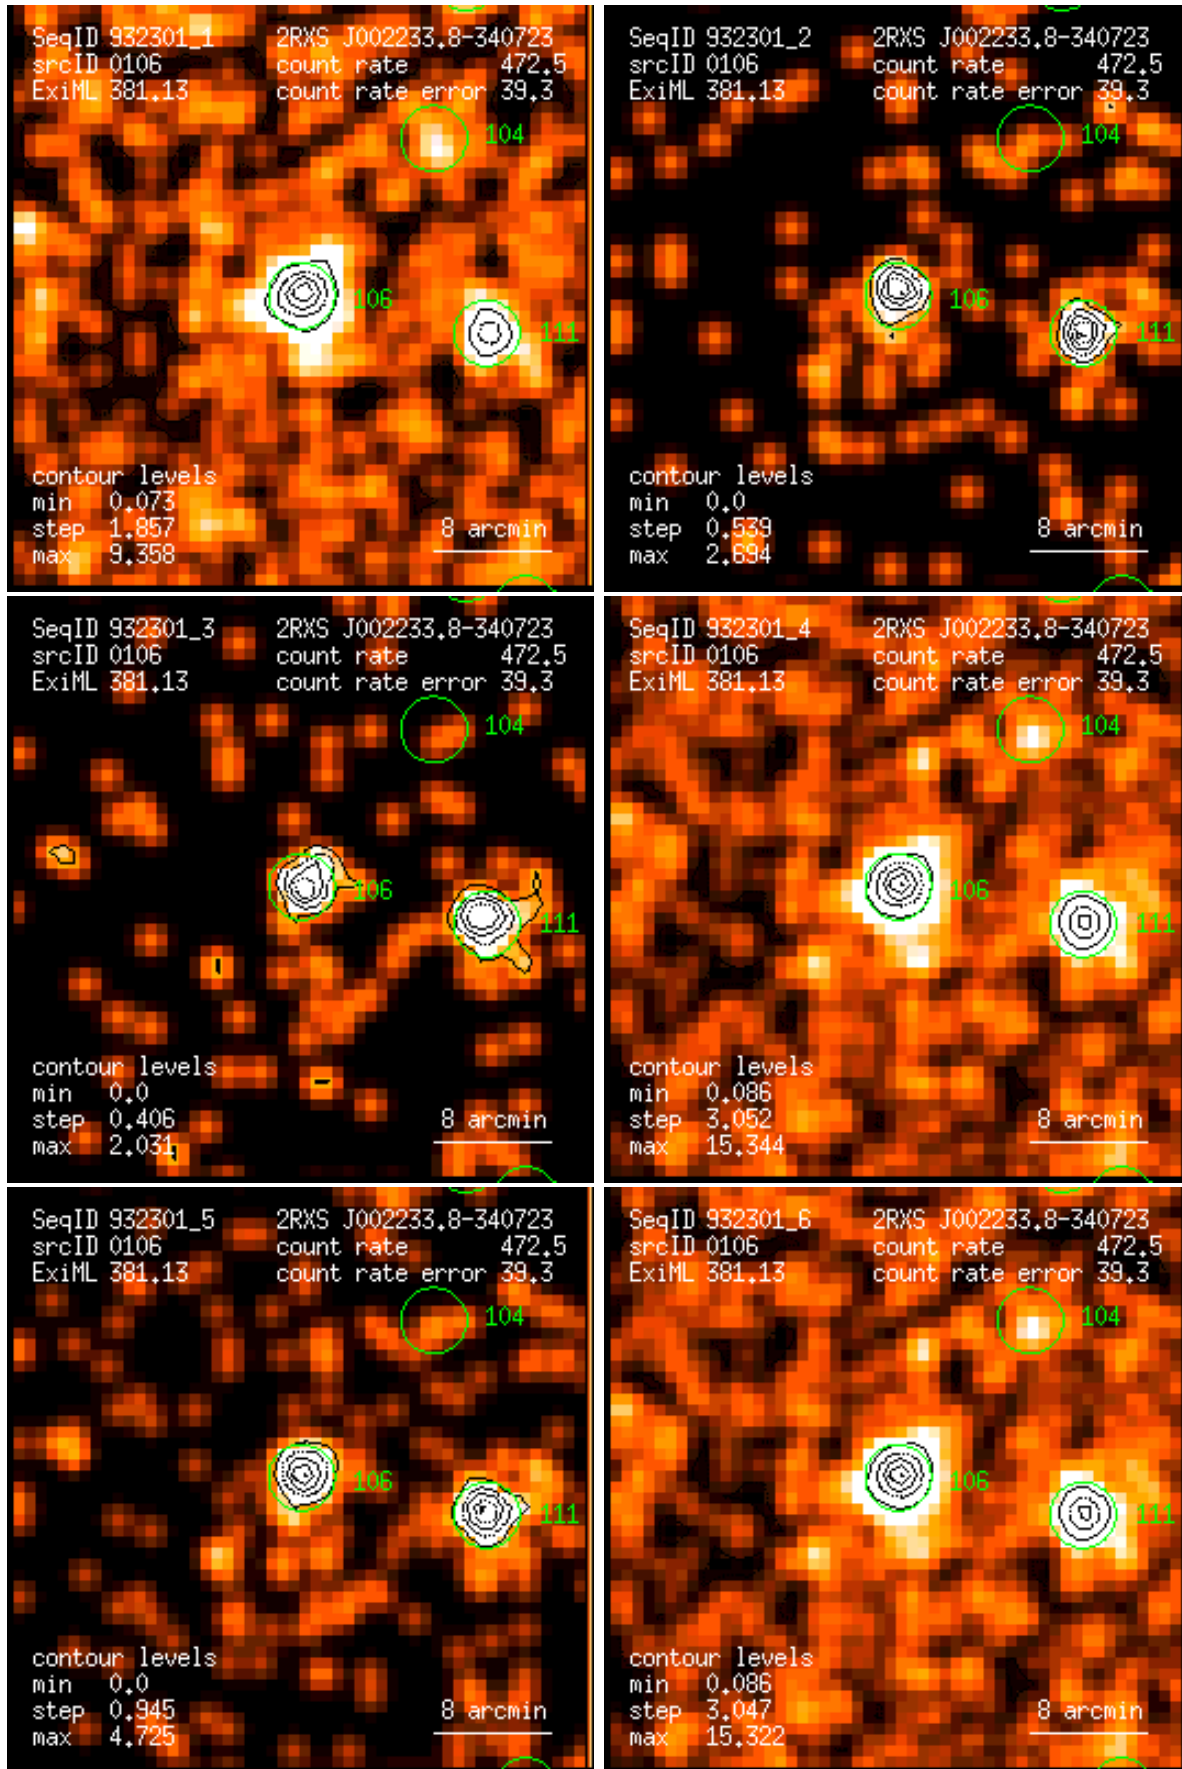 SeqID 932301_1 2RXS J002233.8-340723
srcID 0106 count rate 472.5
ExiML 381.13 count rate error 39.3
104
106
111
contour levels
min 0.073
step 1.857 8 arcmin
max 9.358
SeqID 932301_2 2RXS J002233.8-340723
srcID 0106 count rate 472.5
ExiML 381.13 count rate error 39.3
104
106
111
contour levels
min 0.0
step 0.539 8 arcmin
max 2.694
SeqID 932301_3 2RXS J002233.8-340723
srcID 0106 count rate 472.5
ExiML 381.13 count rate error 39.3
104
106
111
contour levels
min 0.0
step 0.406 8 arcmin
max 2.031
SeqID 932301_4 2RXS J002233.8-340723
srcID 0106 count rate 472.5
ExiML 381.13 count rate error 39.3
104
106
111
contour levels
min 0.086
step 3.052 8 arcmin
max 15.344
SeqID 932301_5 2RXS J002233.8-340723
srcID 0106 count rate 472.5
ExiML 381.13 count rate error 39.3
104
106
111
contour levels
min 0.0
step 0.945 8 arcmin
max 4.725
SeqID 932301_6 2RXS J002233.8-340723
srcID 0106 count rate 472.5
ExiML 381.13 count rate error 39.3
104
106
111
contour levels
min 0.086
step 3.047 8 arcmin
max 15.322